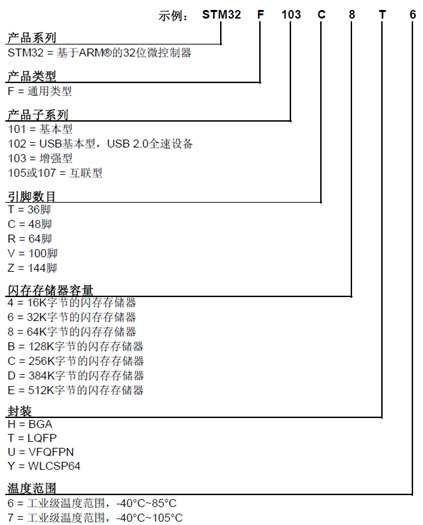 示例: STM32 F 103 C 8 T 6
产品系列
STM32 = 基于ARM®的32位微控制器
产品类型
F = 通用类型
产品子系列
101 = 基本型
102 = USB基本型，USB 2.0全速设备
103 = 增强型
105或107 = 互联型
引脚数目
T = 36脚
C = 48脚
R = 64脚
V = 100脚
Z = 144脚
闪存存储器容量
4 = 16K字节的闪存存储器
6 = 32K字节的闪存存储器
8 = 64K字节的闪存存储器
B = 128K字节的闪存存储器
C = 256K字节的闪存存储器
D = 384K字节的闪存存储器
E = 512K字节的闪存存储器
封装
H = BGA
T = LQFP
U = VFQFPN
Y = WLCSP64
温度范围
6 = 工业级温度范围，-40°C~85°C
7 = 工业级温度范围，-40°C~105°C